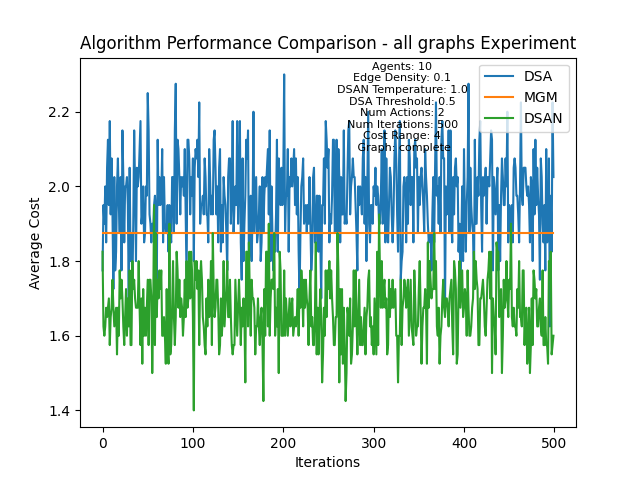 Algorithm Performance Comparison - all graphs Experiment
Agents: 10
Edge Density: 0.1
DSAN Temperature: 1.0
DSA Threshold: 0.5
Num Actions: 2
Num Iterations: 500
Cost Range: 4
Graph: complete
DSA
MGM
DSAN
Average Cost
2.2
2.0
1.8
1.6
1.4
0
100
200
300
400
500
Iterations